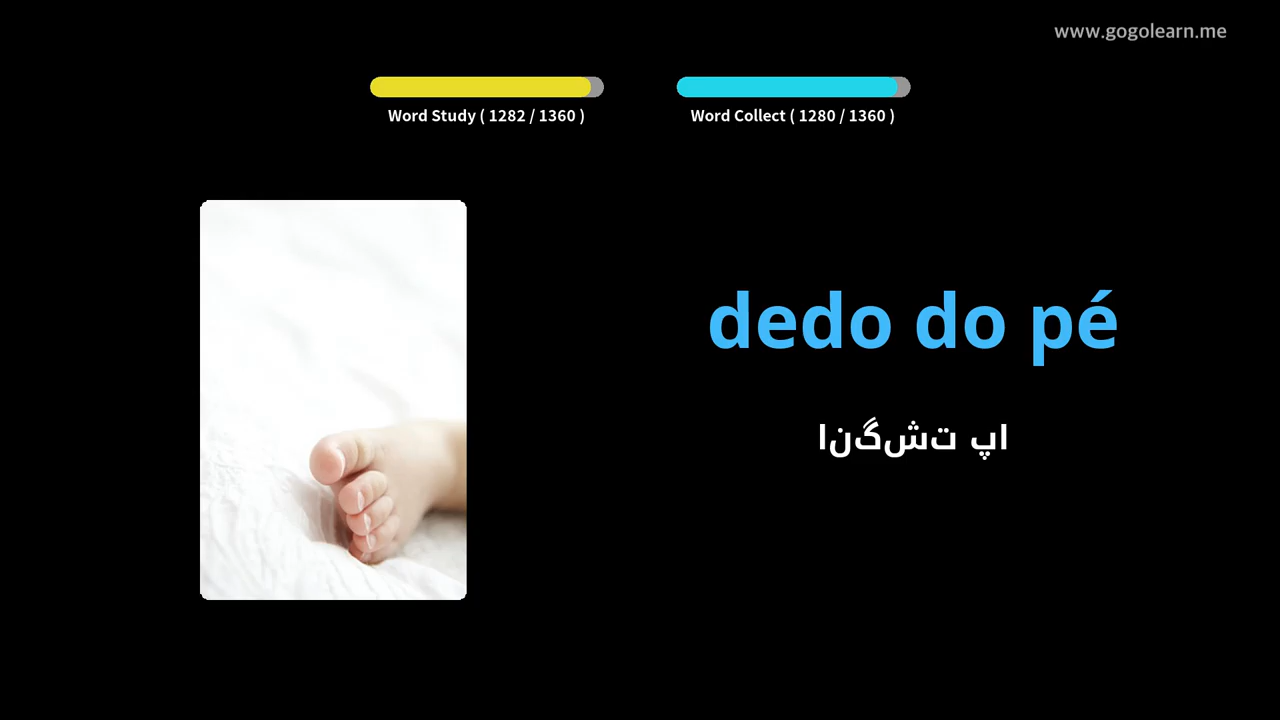 www.gogolearn.me
Word Study ( 1282 / 1360 )
Word Collect ( 1280 / 1360 )
dedo do pé
انگشت پا